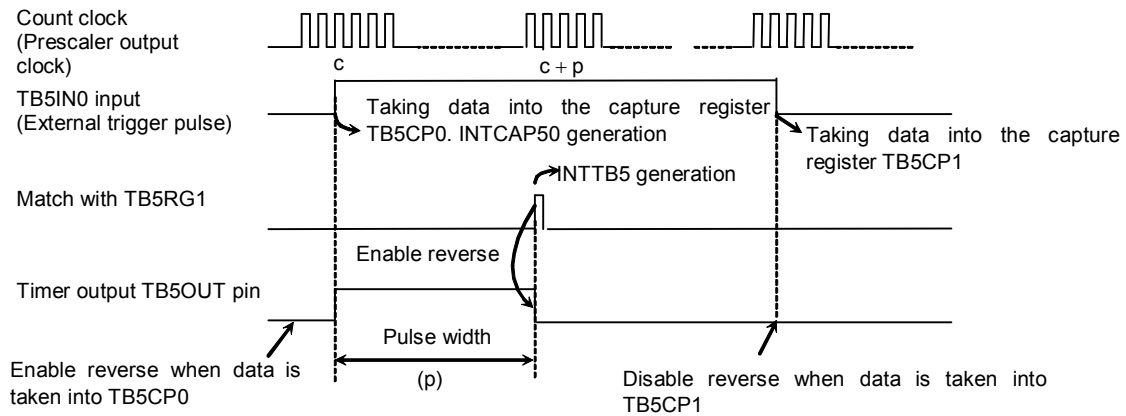 Count clock
(Prescaler output
clock)
c
c + p
TB5IN0 input
(External trigger pulse)
Taking data into the capture register
TB5CP0. INTCAP50 generation
Taking data into the capture
register TB5CP1
INTTB5 generation
Match with TB5RG1
Enable reverse
Timer output TB5OUT pin
Pulse width
(p)
Enable reverse when data is
taken into TB5CP0
Disable reverse when data is taken into
TB5CP1